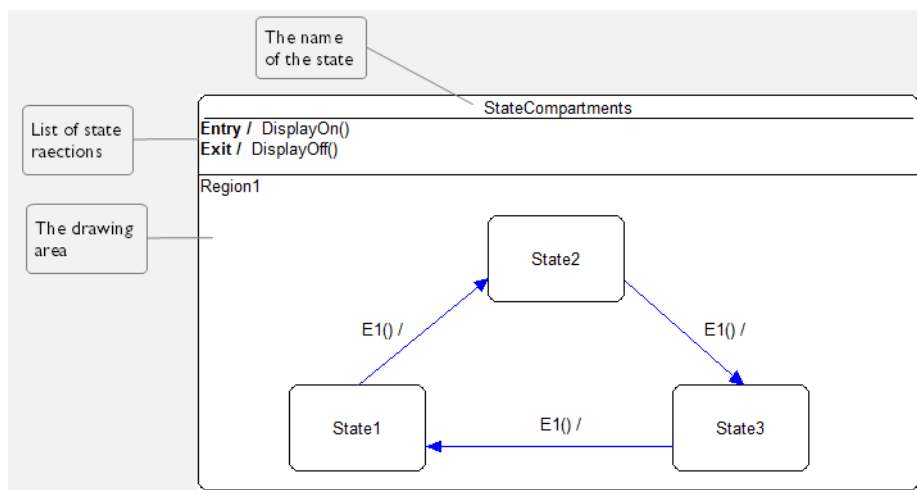 The name
of the state
StateCompartments
List of state
raections
Entry / DisplayOn()
Exit / DisplayOff()
Region1
The drawing
area
State2
E1() /
E1() /
State1
E1() /
State3